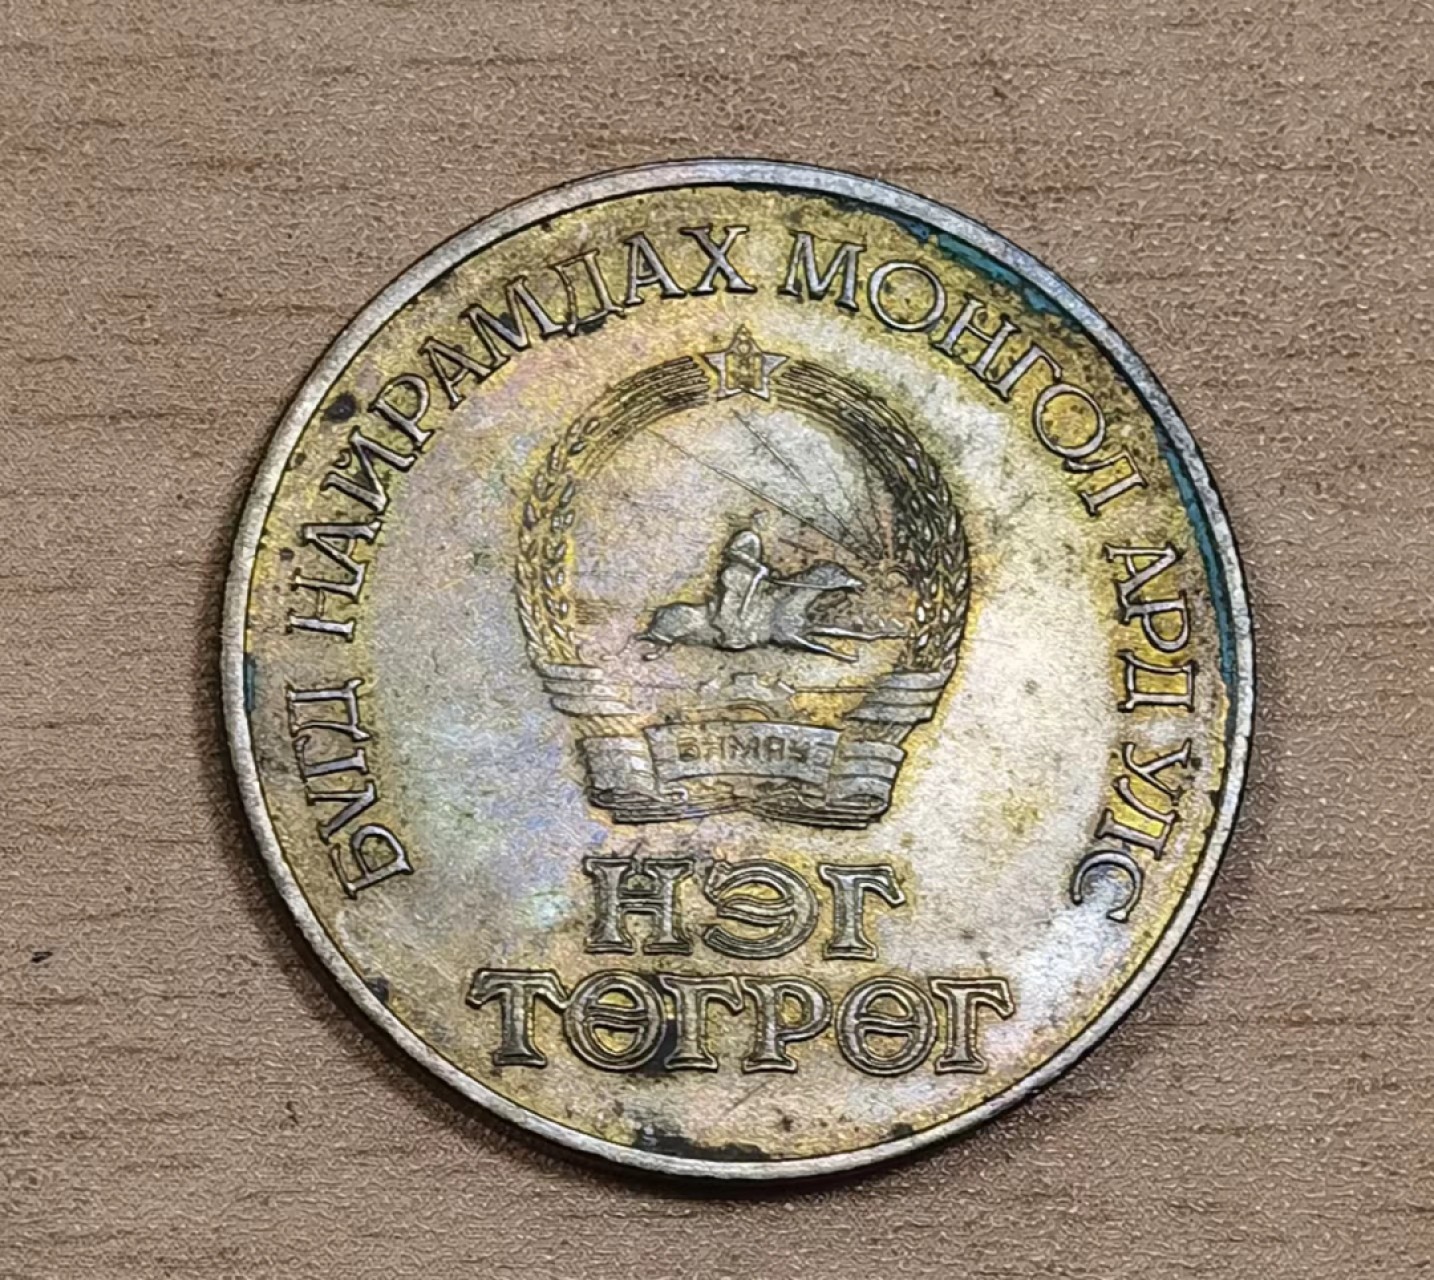 БҮГД НАЙРАМДАХ МОНГОЛ АРД УЛС
БНМАУ
НЭГ
ТӨГРӨГ